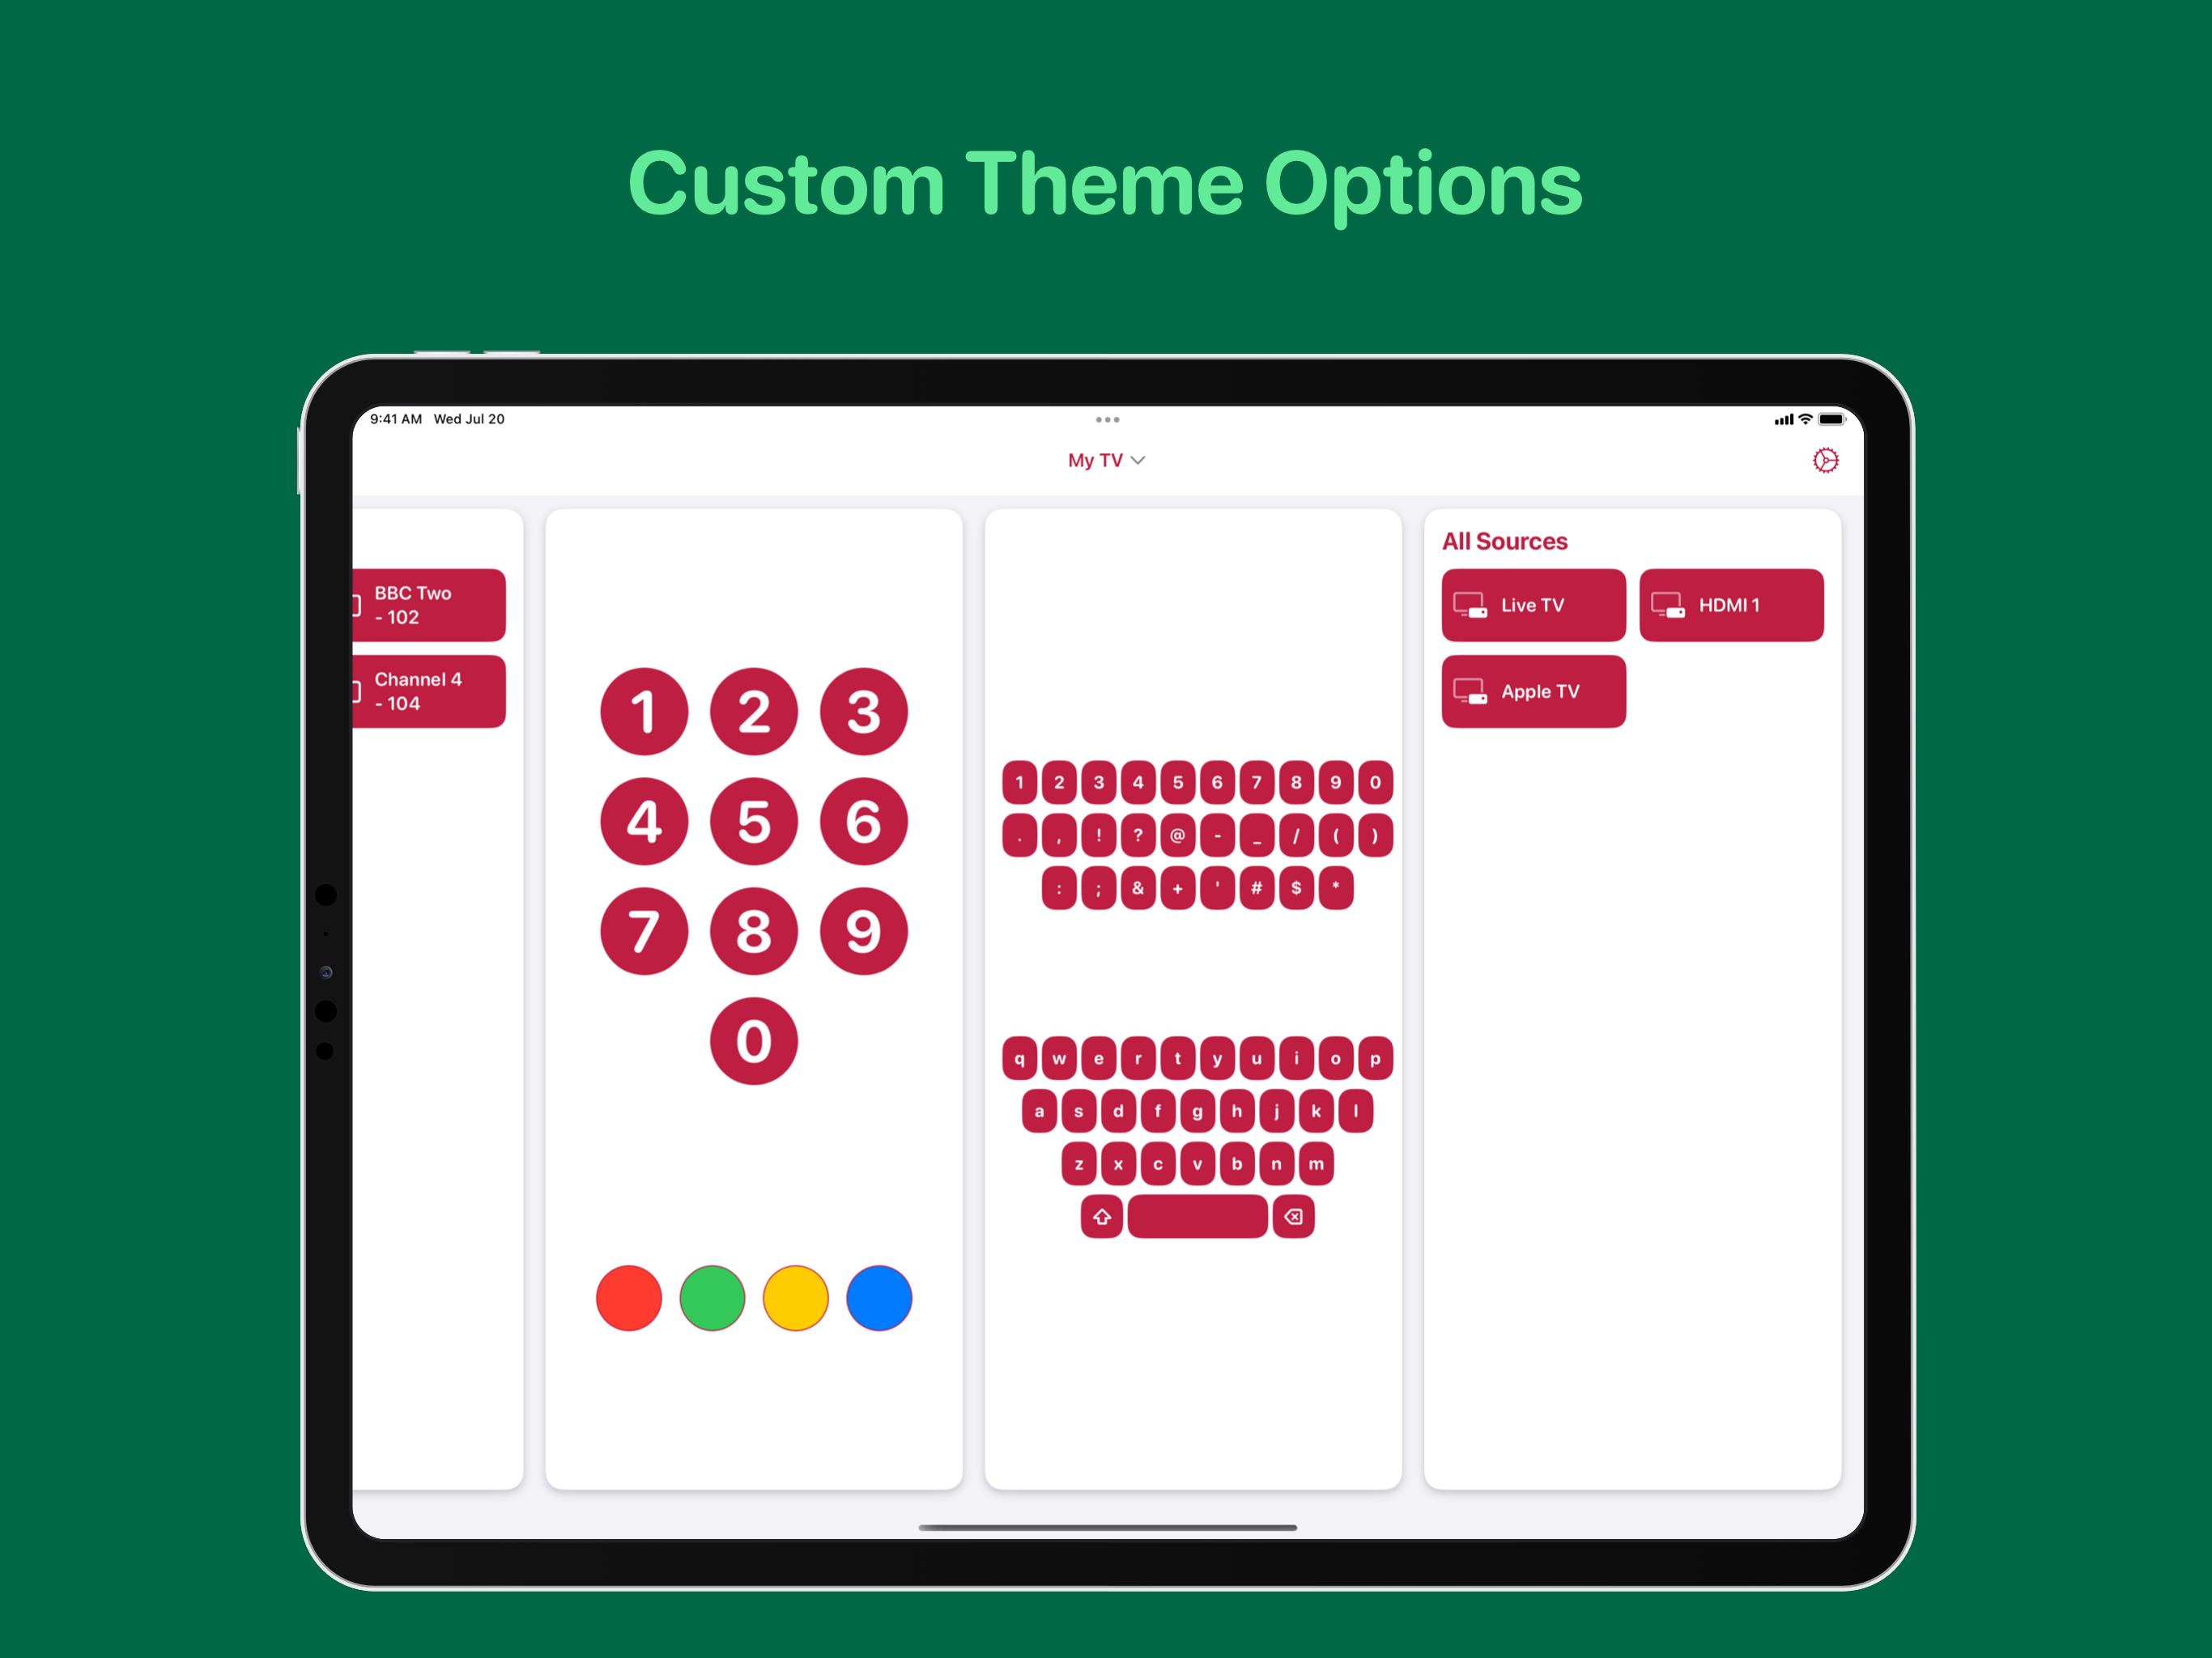 Custom Theme Options
9:41 AM Wed Jul 20
My TV
BBC Two
- 102
Channel 4
- 104
1 2 3
4 5 6
7 8 9
0
1 2 3 4 5 6 7 8 9 0
. , ! ? @ - _ / ( )
: ; & + ' # $ *
q w e r t y u i o p
a s d f g h j k l
z x c v b n m
All Sources
Live TV
HDMI 1
Apple TV